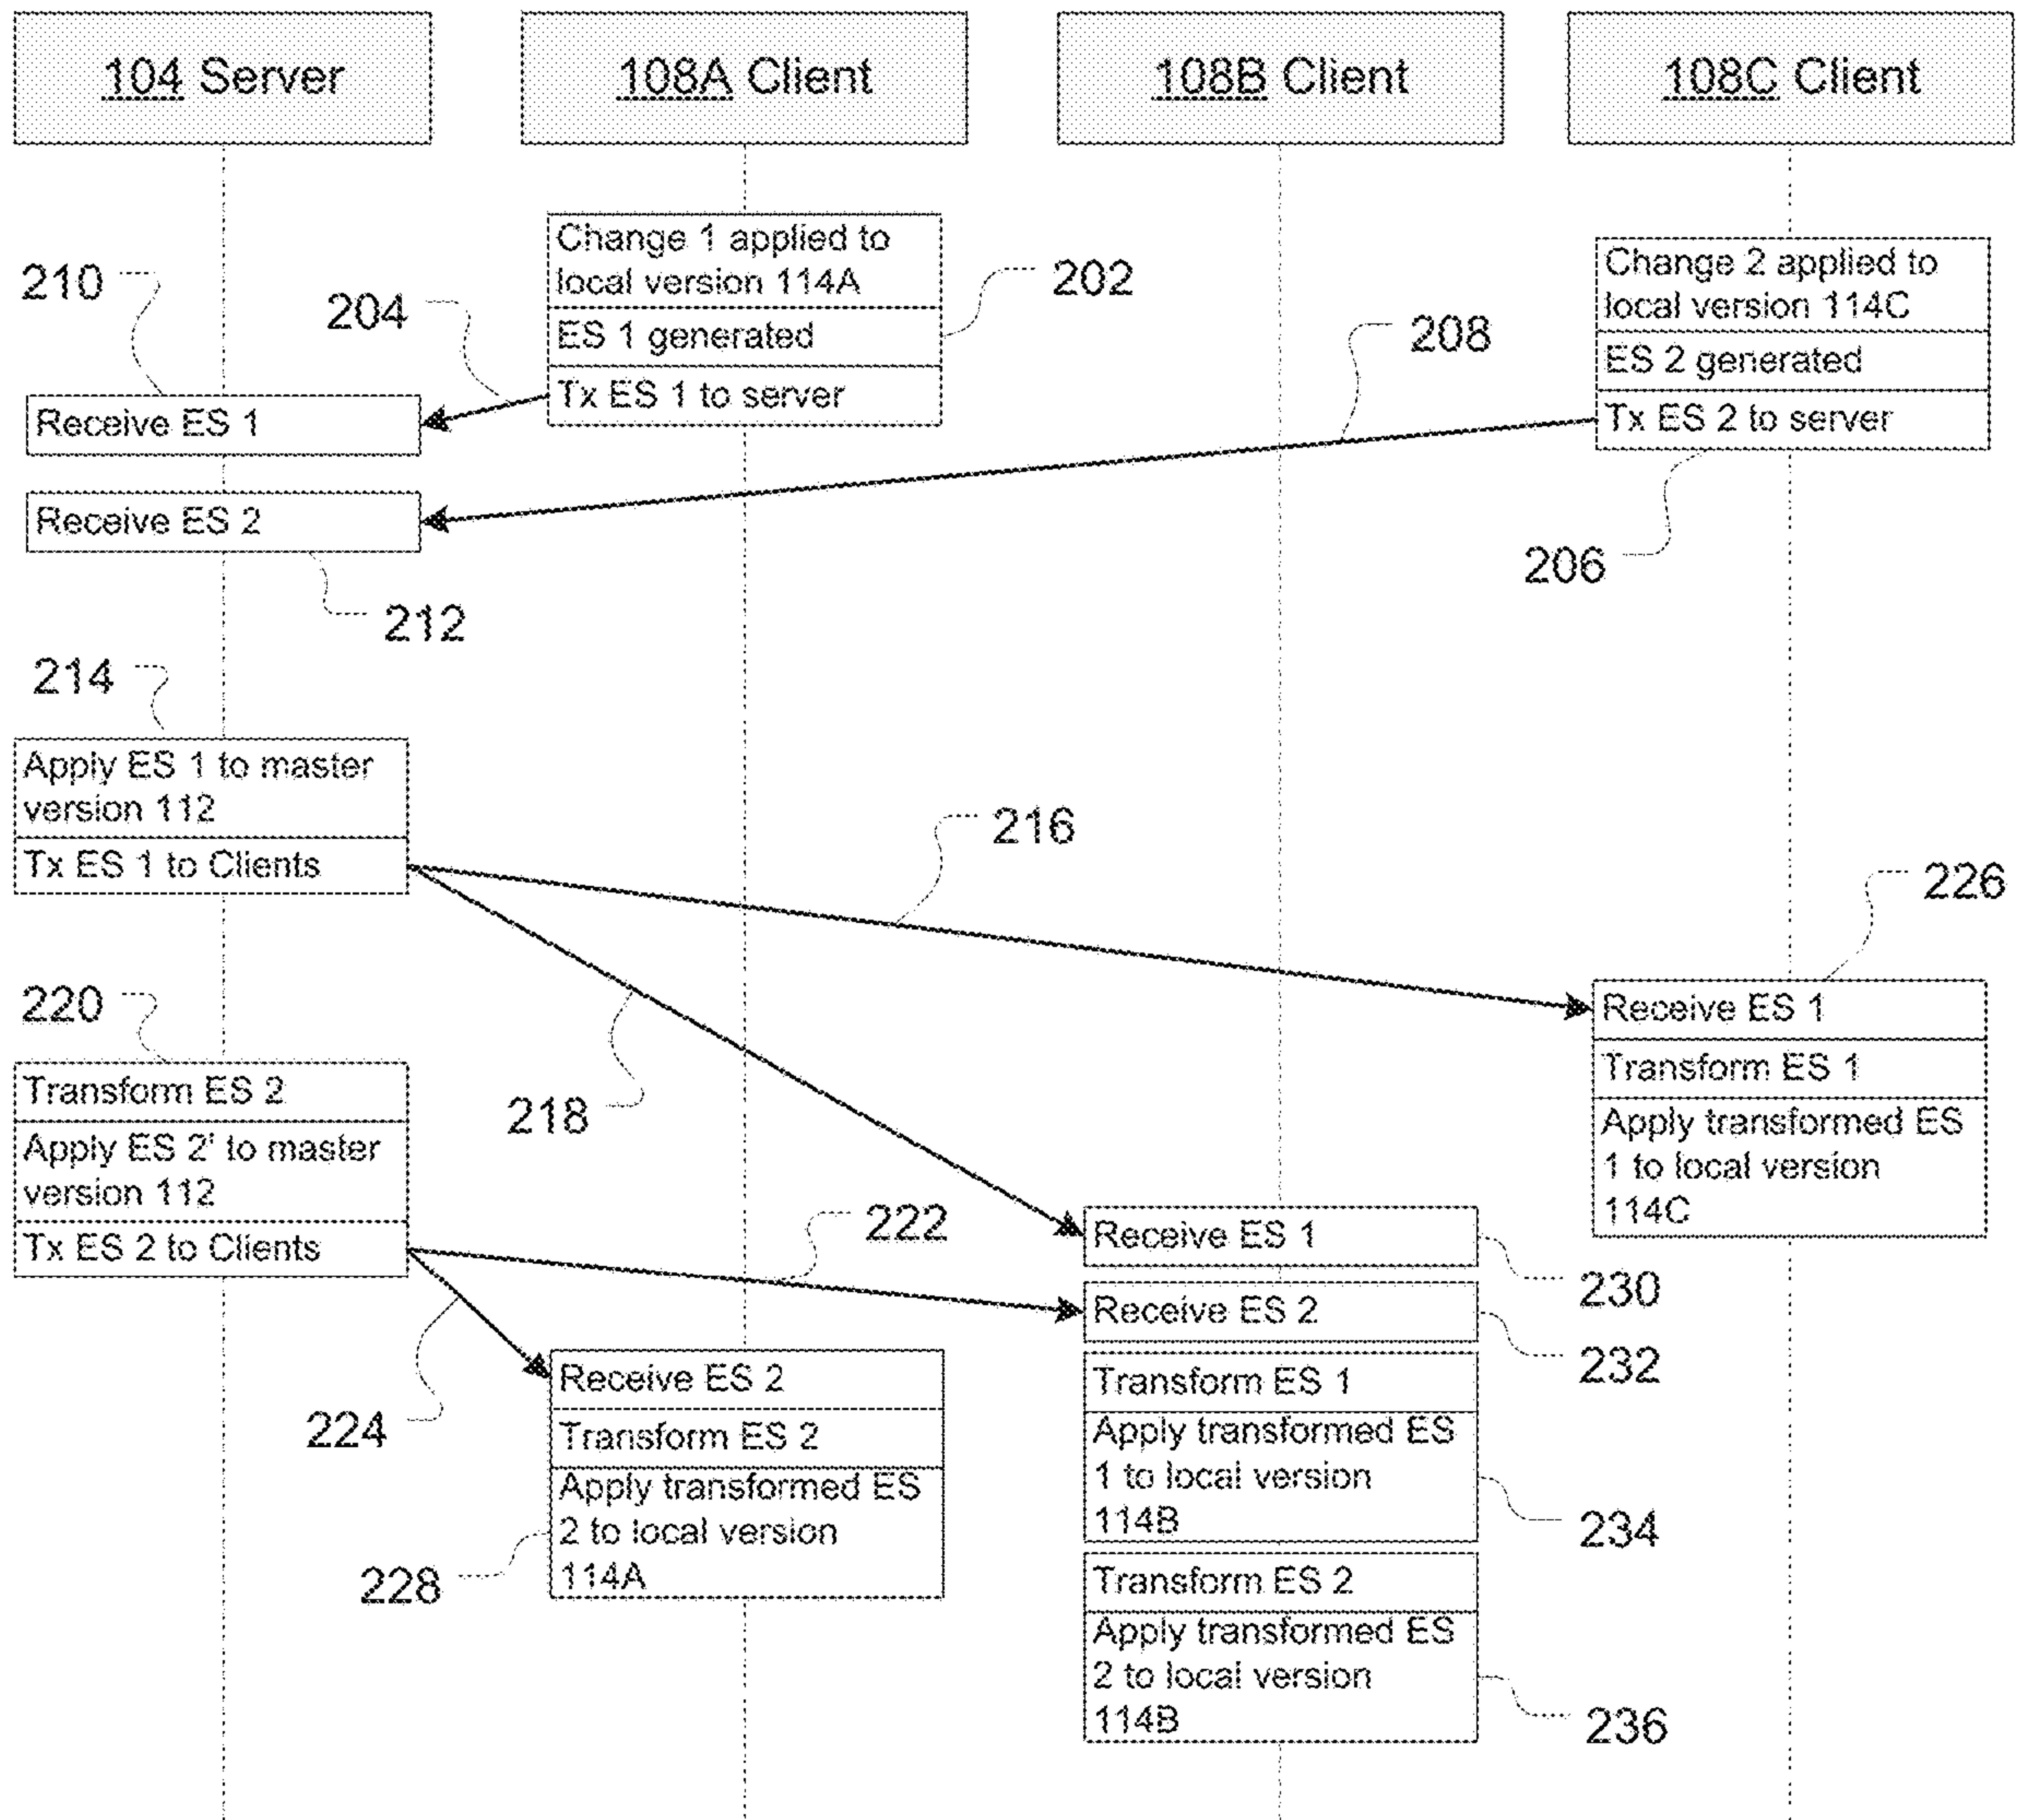 104 Server
108A Client
108B Client
108C Client
Change 1 applied to
local version 114A
ES 1 generated
Tx ES 1 to server
202
204
210
Receive ES 1
Change 2 applied to
local version 114C
ES 2 generated
Tx ES 2 to server
208
206
Receive ES 2
212
214
Apply ES 1 to master
version 112
Tx ES 1 to Clients
216
218
226
Receive ES 1
Transform ES 1
Apply transformed ES
1 to local version
114C
220
Transform ES 2
Apply ES 2' to master
version 112
Tx ES 2 to Clients
222
224
Receive ES 1
230
Receive ES 2
232
Receive ES 2
Transform ES 2
Apply transformed ES
2 to local version
114A
228
Transform ES 1
Apply transformed ES
1 to local version
114B
234
Transform ES 2
Apply transformed ES
2 to local version
114B
236